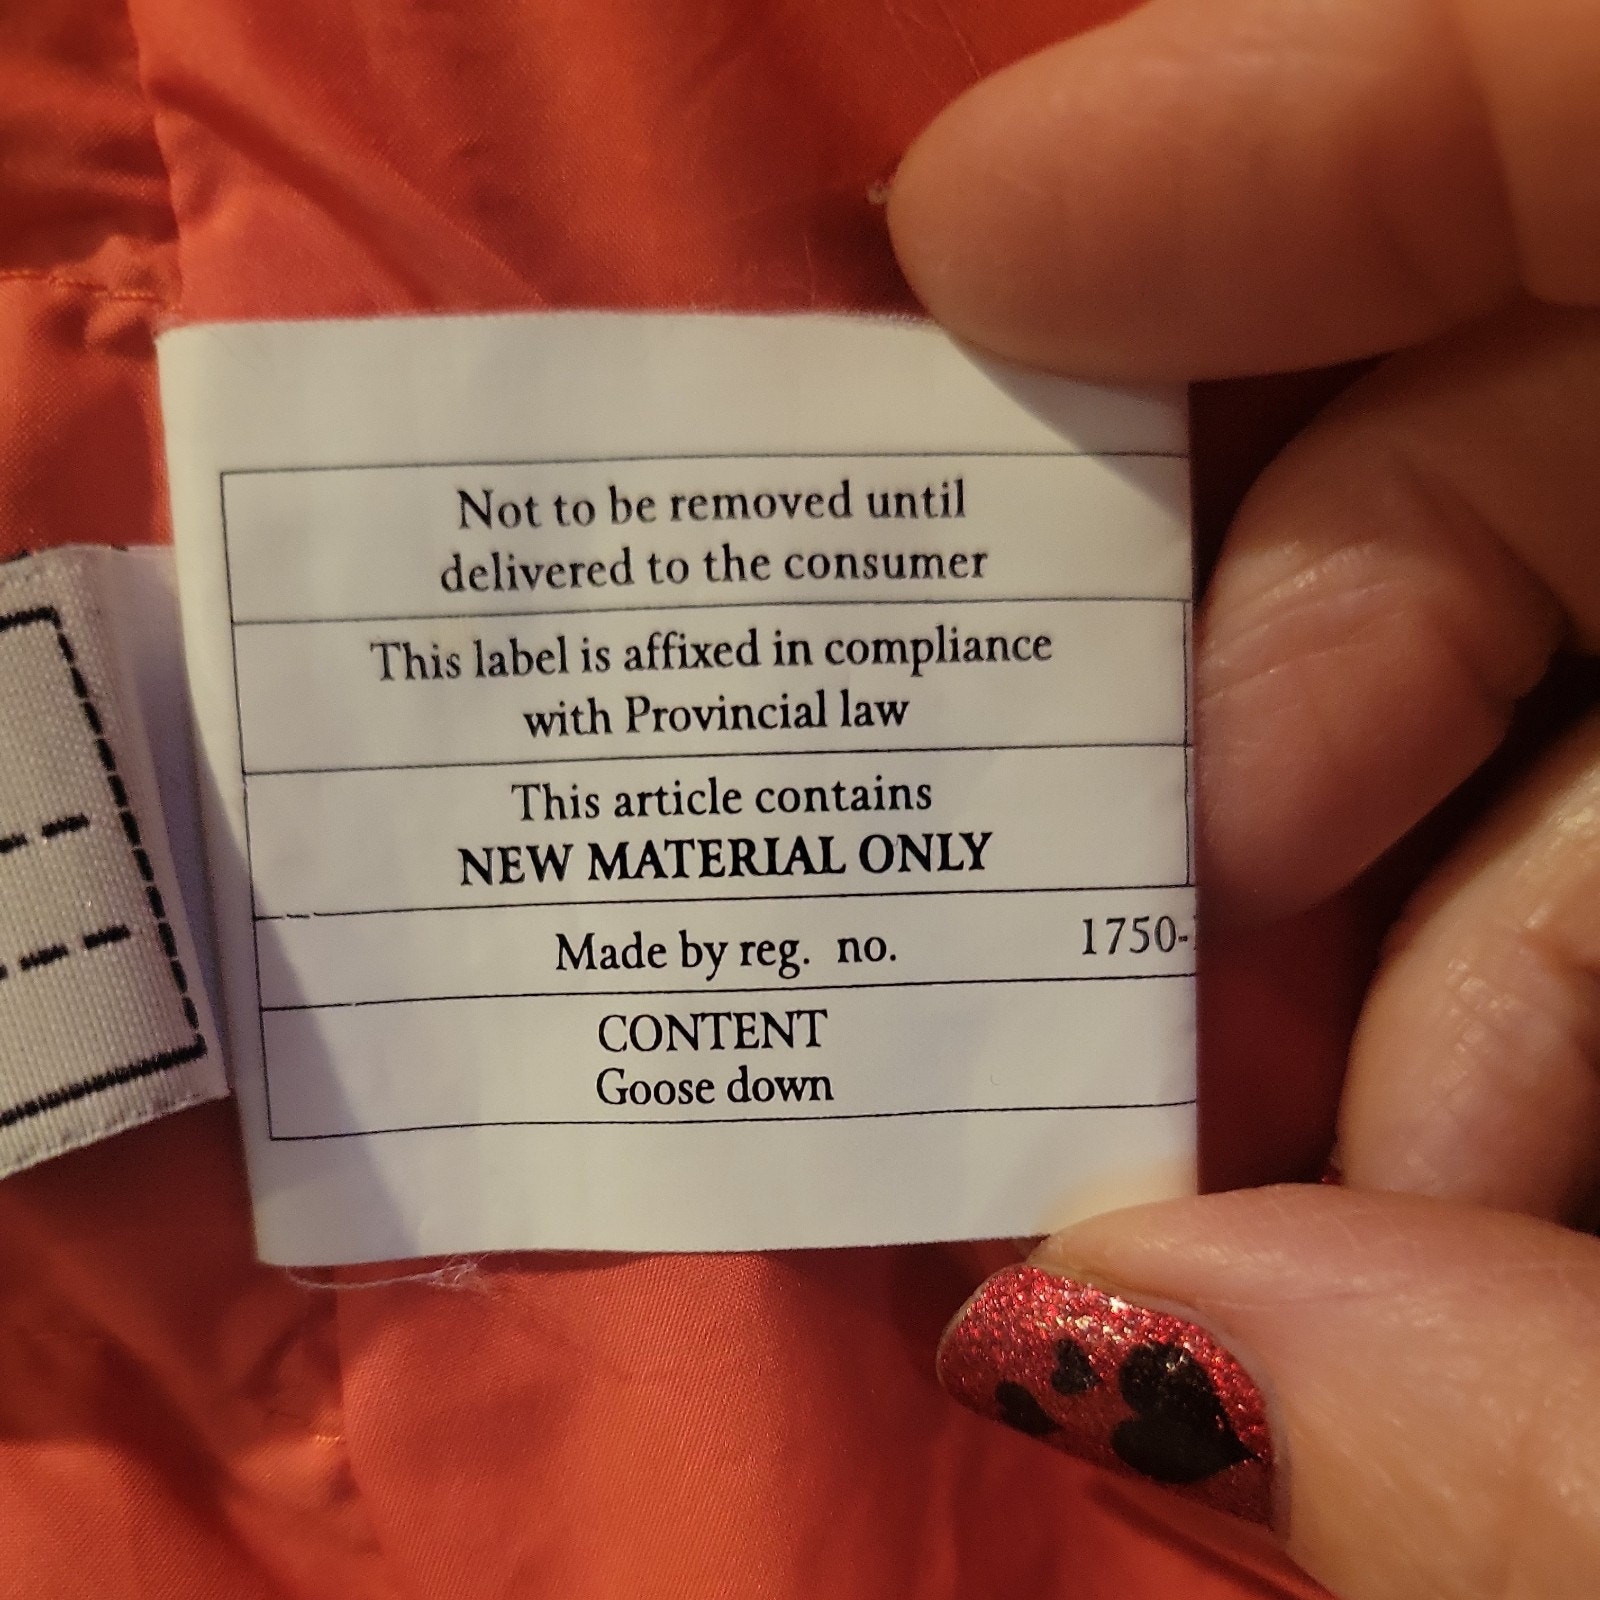 Not to be removed until
delivered to the consumer
This label is affixed in compliance
with Provincial law
This article contains
NEW MATERIAL ONLY
Made by reg. no. 1750-
CONTENT
Goose down